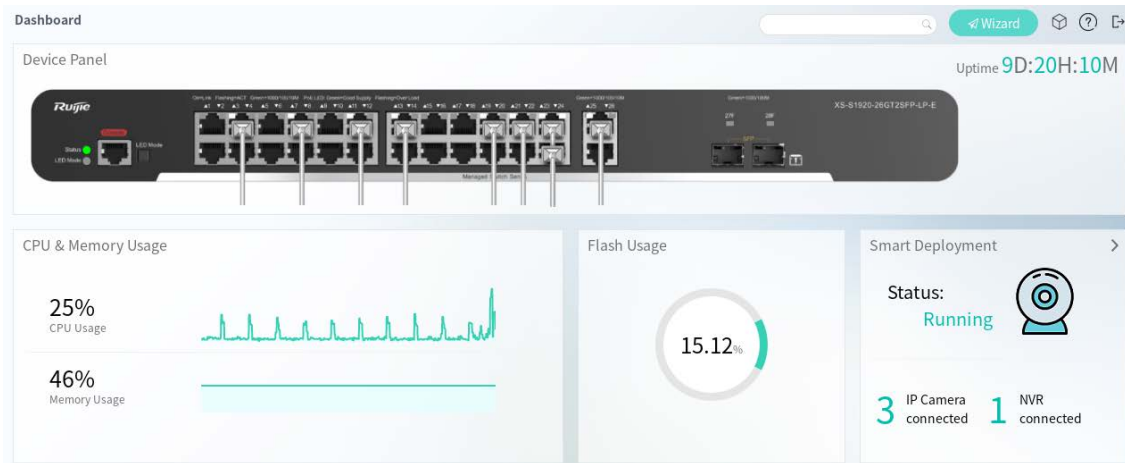 Dashboard
Wizard
Device Panel
Uptime 9D:20H:10M
Ruijie
XS-S1920-26GT2SFP-LP-E
Status
LED Mode
LED Mode
CPU & Memory Usage
25%
CPU Usage
46%
Memory Usage
Flash Usage
15.12%
Smart Deployment
Status:
Running
3 IP Camera connected
1 NVR connected